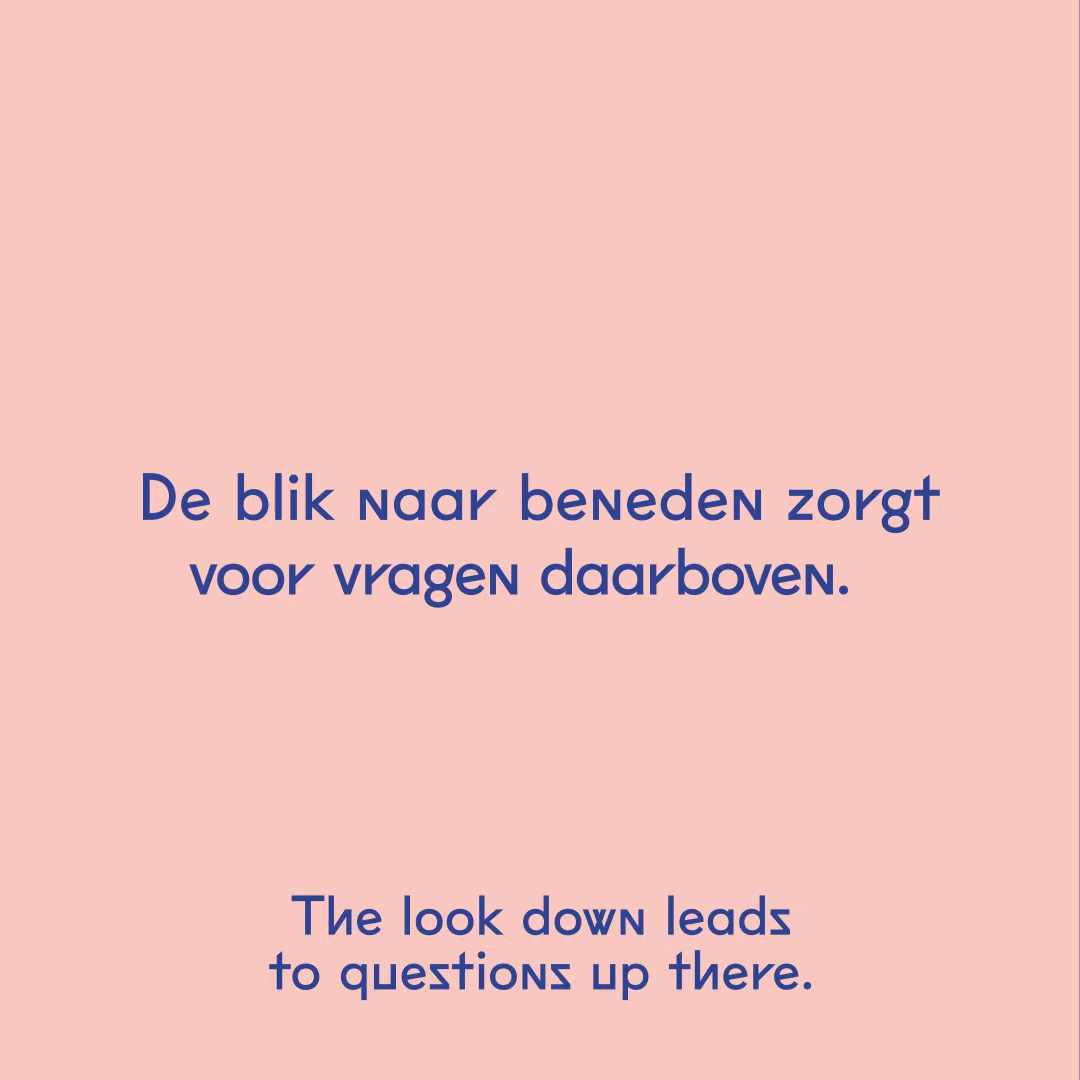 De blik naar beneden zorgt
voor vragen daarboven.
The look down leads
to questions up there.